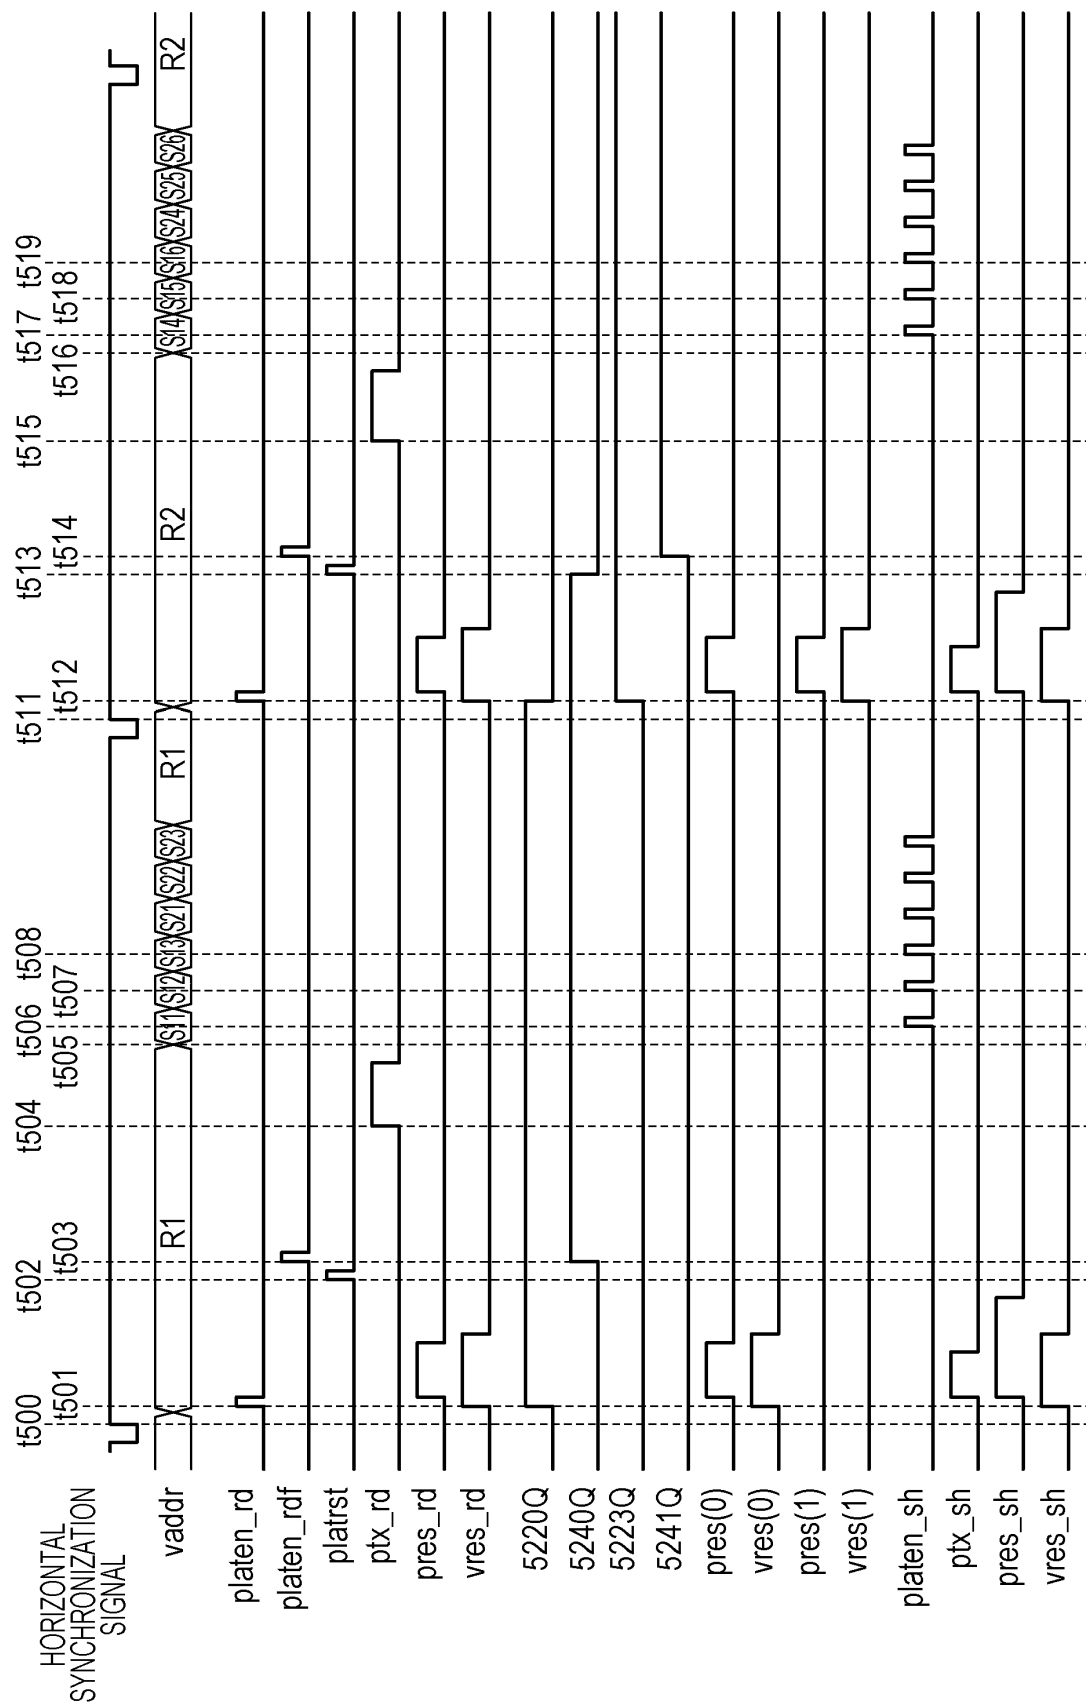 t500
t501
t502
t503
t504
t505
t506
t507
t508
t511
t512
t513
t514
t515
t516
t517
t518
t519
HORIZONTAL
SYNCHRONIZATION
SIGNAL
vaddr
R1
S11
S12
S13
S21
S22
S23
R1
R2
S14
S15
S16
S24
S25
S26
R2
platen_rd
platen_rdf
platrst
ptx_rd
pres_rd
vres_rd
5220Q
5240Q
5223Q
5241Q
pres(0)
vres(0)
pres(1)
vres(1)
platen_sh
ptx_sh
pres_sh
vres_sh